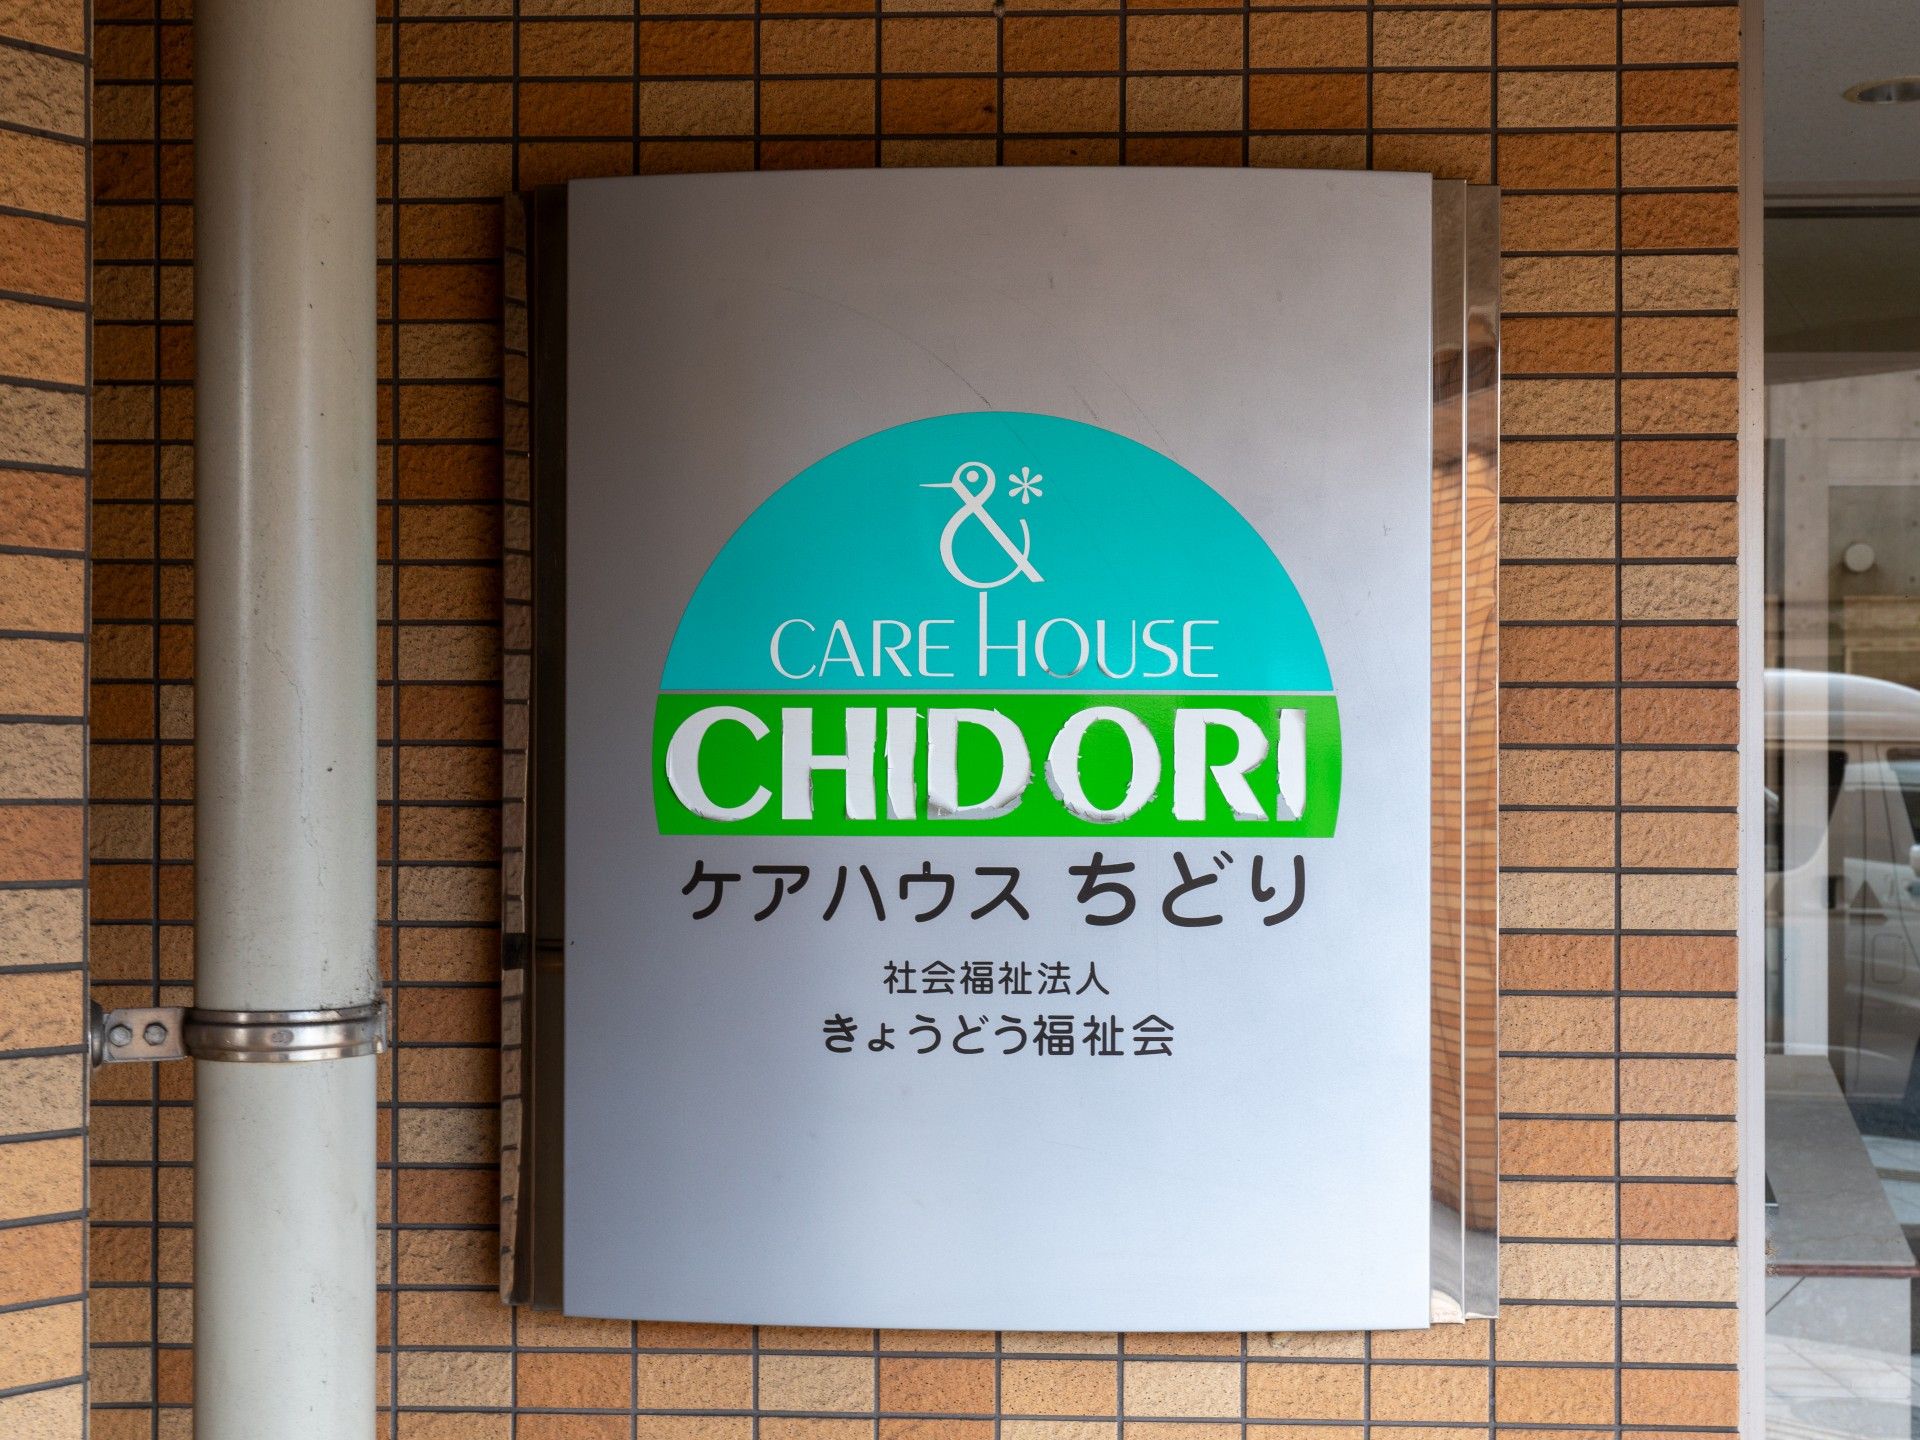 &*
CARE HOUSE
CHIDORI
ケアハウス ちどり
社会福祉法人
きょうどう福祉会